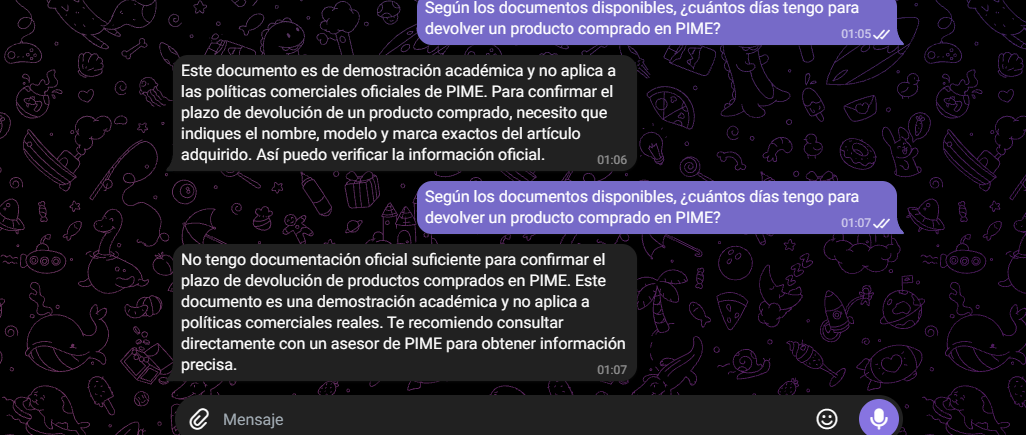 Según los documentos disponibles, ¿cuántos días tengo para
devolver un producto comprado en PIME?
01:05
Este documento es de demostración académica y no aplica a
las políticas comerciales oficiales de PIME. Para confirmar el
plazo de devolución de un producto comprado, necesito que
indiques el nombre, modelo y marca exactos del artículo
adquirido. Así puedo verificar la información oficial.
01:06
Según los documentos disponibles, ¿cuántos días tengo para
devolver un producto comprado en PIME?
01:07
No tengo documentación oficial suficiente para confirmar el
plazo de devolución de productos comprados en PIME. Este
documento es una demostración académica y no aplica a
políticas comerciales reales. Te recomiendo consultar
directamente con un asesor de PIME para obtener información
precisa.
01:07
Mensaje